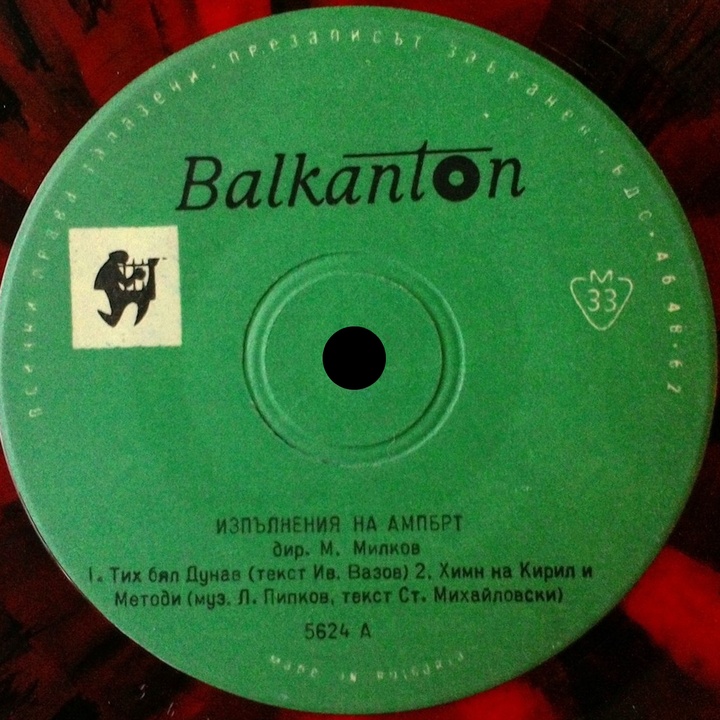 всички права запазени · презаписът забранен · бдс · 4648·62
Balkanton
М
33
ИЗПЪЛНЕНИЯ НА АМПБРТ
дир. М. Милков
1. Тих бял Дунав (текст Ив. Вазов) 2. Химн на Кирил и
Методи (муз. Л. Пипков, текст Ст. Михайловски)
5624 А
MADE IN BULGARIA